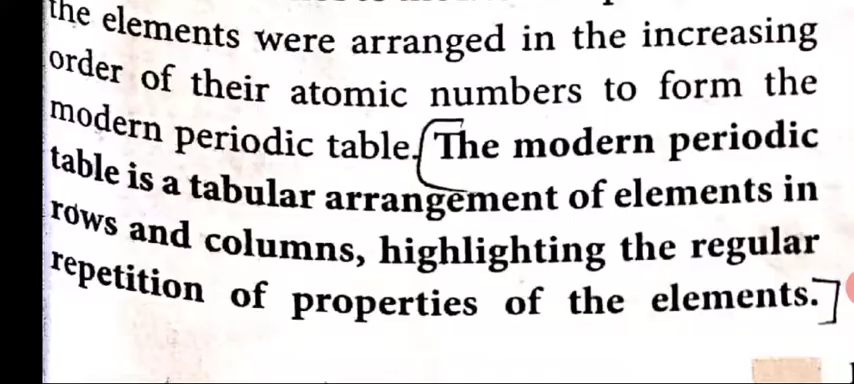 the elements were arranged in the increasing
order of their atomic numbers to form the
modern periodic table. The modern periodic
table is a tabular arrangement of elements in
rows and columns, highlighting the regular
repetition of properties of the elements.